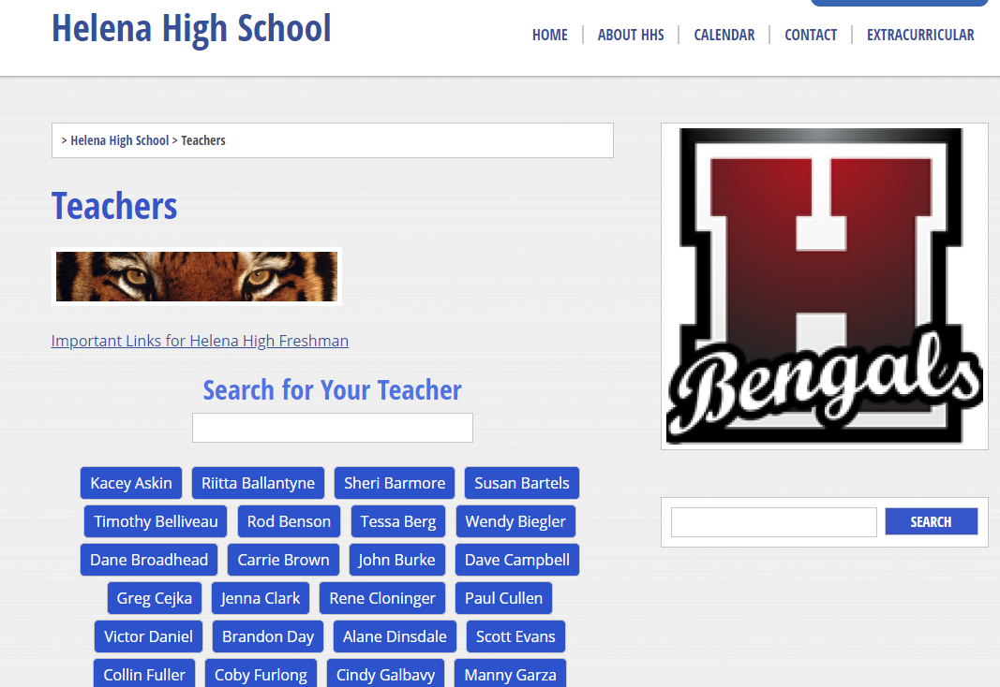 Helena High School
HOME ABOUT HHS CALENDAR CONTACT EXTRACURRICULAR
> Helena High School > Teachers
Teachers
Important Links for Helena High Freshman
Search for Your Teacher
Kacey Askin Riitta Ballantyne Sheri Barmore Susan Bartels
Timothy Belliveau Rod Benson Tessa Berg Wendy Biegler
Dane Broadhead Carrie Brown John Burke Dave Campbell
Greg Cejka Jenna Clark Rene Cloninger Paul Cullen
Victor Daniel Brandon Day Alane Dinsdale Scott Evans
Collin Fuller Coby Furlong Cindy Galbavy Manny Garza
H
Bengals
SEARCH